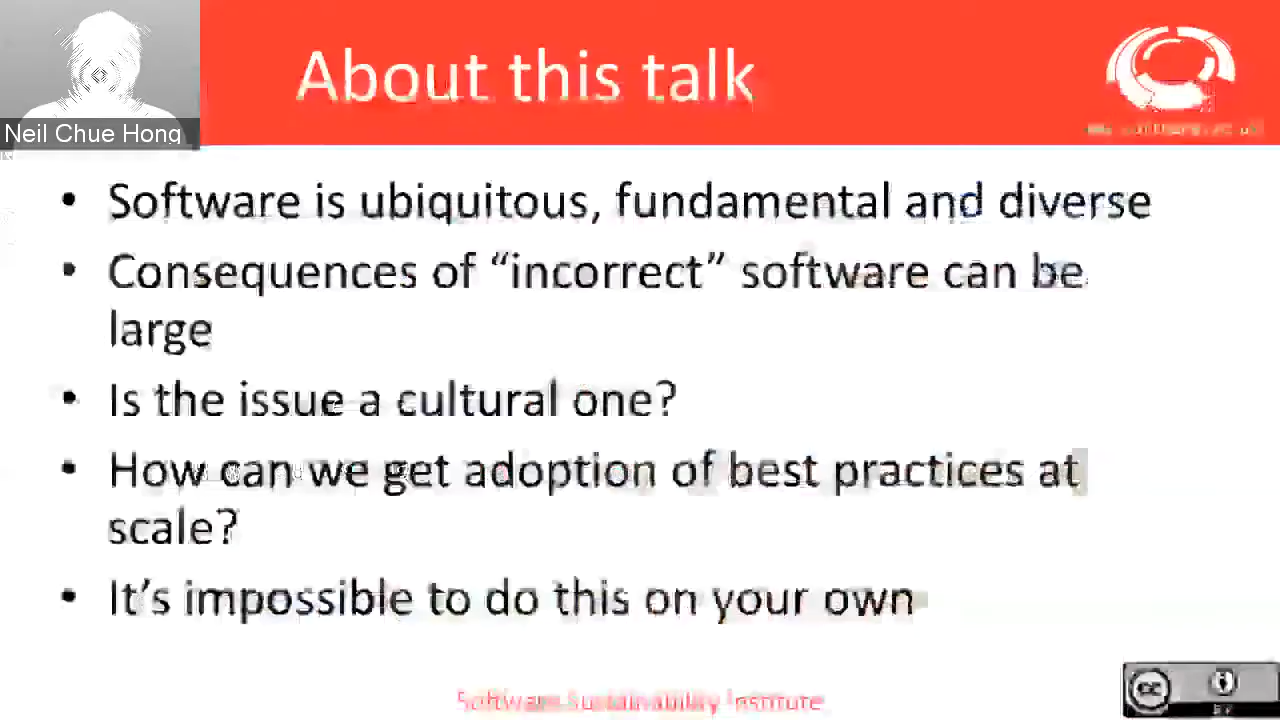 Neil Chue Hong
About this talk
• Software is ubiquitous, fundamental and diverse
• Consequences of “incorrect” software can be
large
• Is the issue a cultural one?
• How can we get adoption of best practices at
scale?
• It’s impossible to do this on your own
Software Sustainability Institute
cc
BY